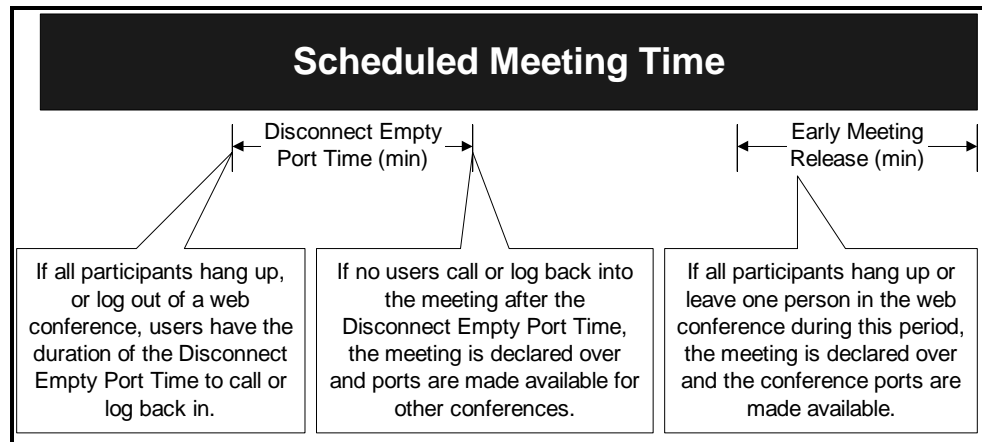 Scheduled Meeting Time
Disconnect Empty
Port Time (min)
Early Meeting
Release (min)
If all participants hang up,
or log out of a web
conference, users have the
duration of the Disconnect
Empty Port Time to call or
log back in.
If no users call or log back into
the meeting after the
Disconnect Empty Port Time,
the meeting is declared over
and ports are made available for
other conferences.
If all participants hang up or
leave one person in the web
conference during this period,
the meeting is declared over
and the conference ports are
made available.